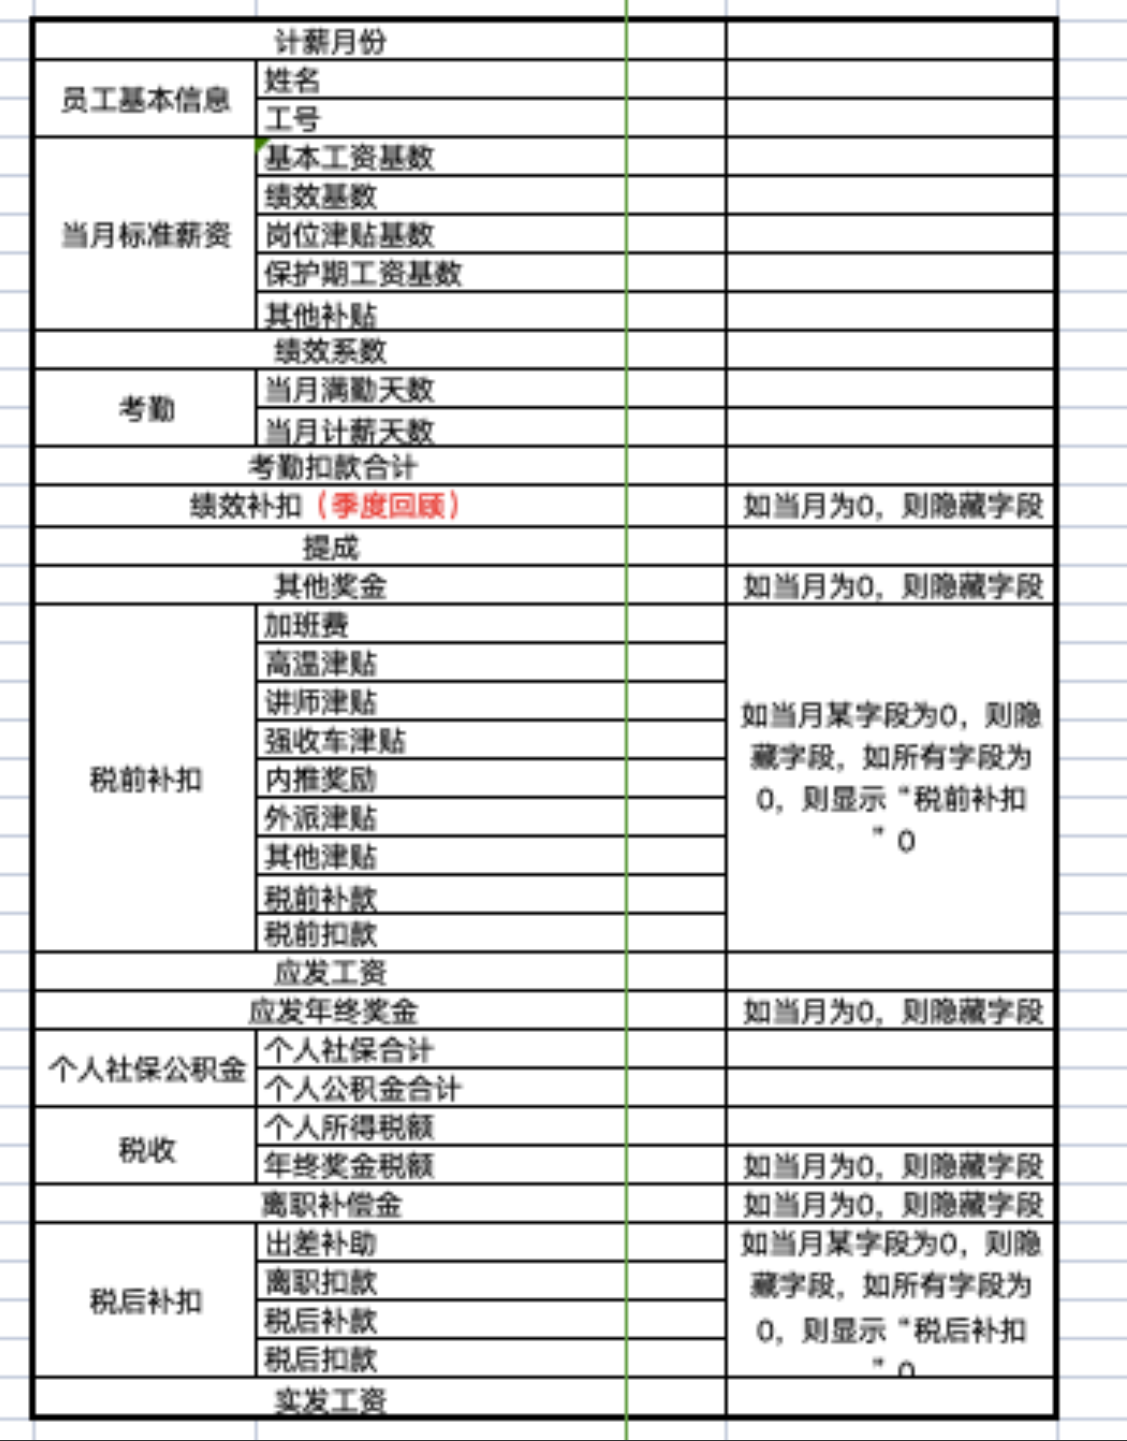 计薪月份
员工基本信息
姓名
工号
当月标准薪资
基本工资基数
绩效基数
岗位津贴基数
保护期工资基数
其他补贴
绩效系数
考勤
当月满勤天数
当月计薪天数
考勤扣款合计
绩效补扣（季度回顾） 如当月为0，则隐藏字段
提成
其他奖金 如当月为0，则隐藏字段
税前补扣
加班费
高温津贴
讲师津贴
强收车津贴
内推奖励
外派津贴
其他津贴
税前补款
税前扣款
如当月某字段为0，则隐
藏字段，如所有字段为
0，则显示“税前补扣
”0
应发工资
应发年终奖金 如当月为0，则隐藏字段
个人社保公积金
个人社保合计
个人公积金合计
税收
个人所得税额
年终奖金税额 如当月为0，则隐藏字段
离职补偿金 如当月为0，则隐藏字段
税后补扣
出差补助
离职扣款
税后补款
税后扣款
如当月某字段为0，则隐
藏字段，如所有字段为
0，则显示“税后补扣
”0
实发工资